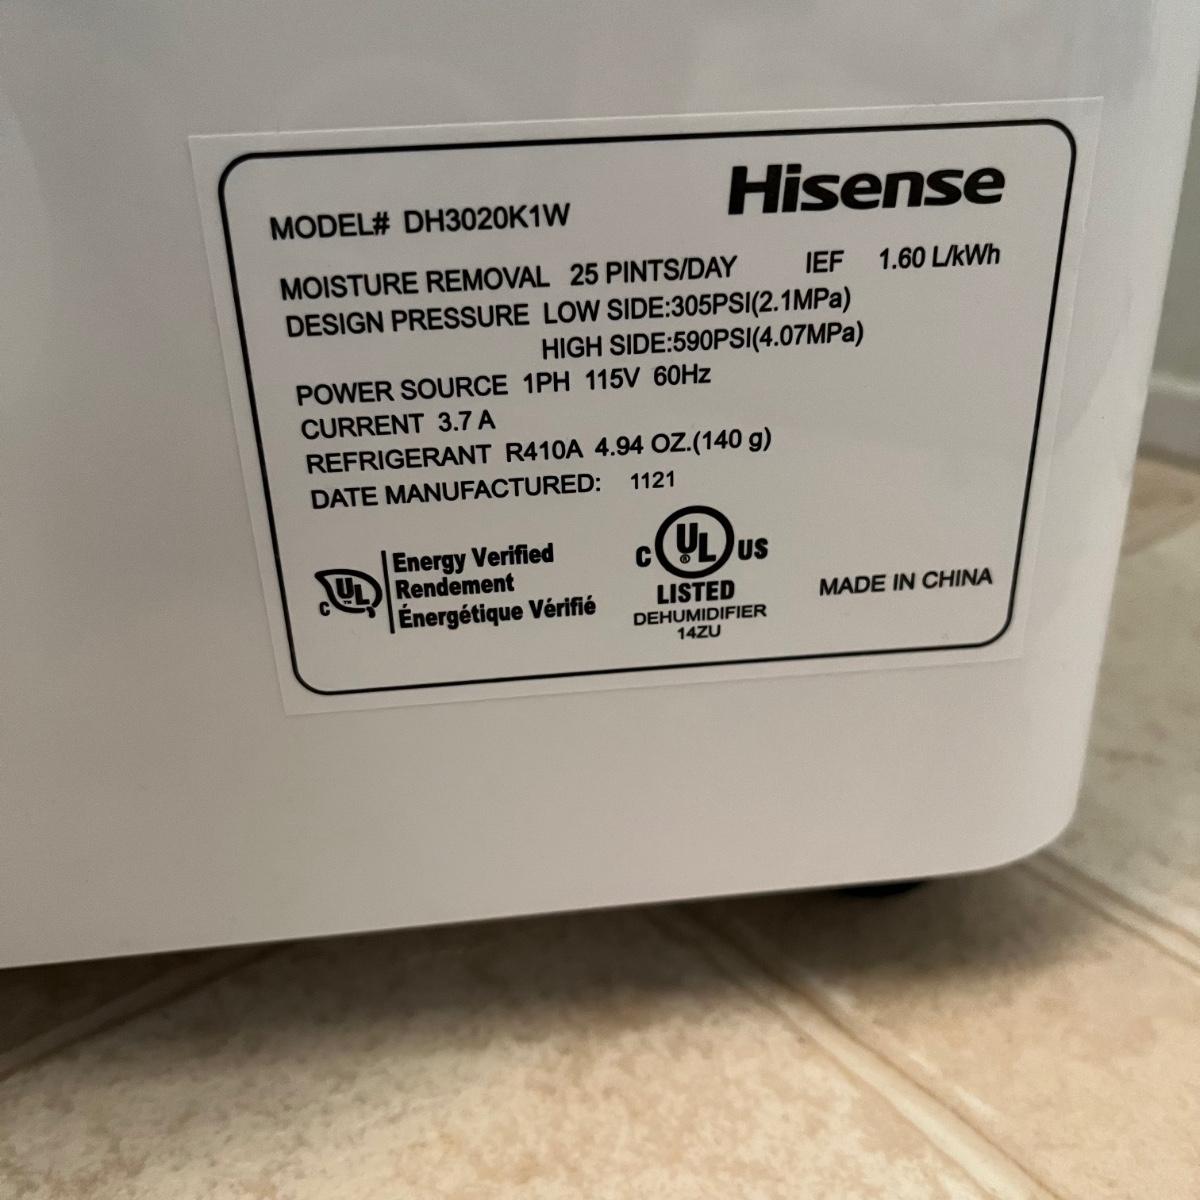 Hisense
MODEL# DH3020K1W
MOISTURE REMOVAL 25 PINTS/DAY IEF 1.60 L/kWh
DESIGN PRESSURE LOW SIDE:305PSI(2.1MPa)
HIGH SIDE:590PSI(4.07MPa)
POWER SOURCE 1PH 115V 60Hz
CURRENT 3.7 A
REFRIGERANT R410A 4.94 OZ.(140 g)
DATE MANUFACTURED: 1121
C UL ™ Energy Verified
Rendement
Énergétique Vérifié
C UL ® US
LISTED
DEHUMIDIFIER
14ZU
MADE IN CHINA